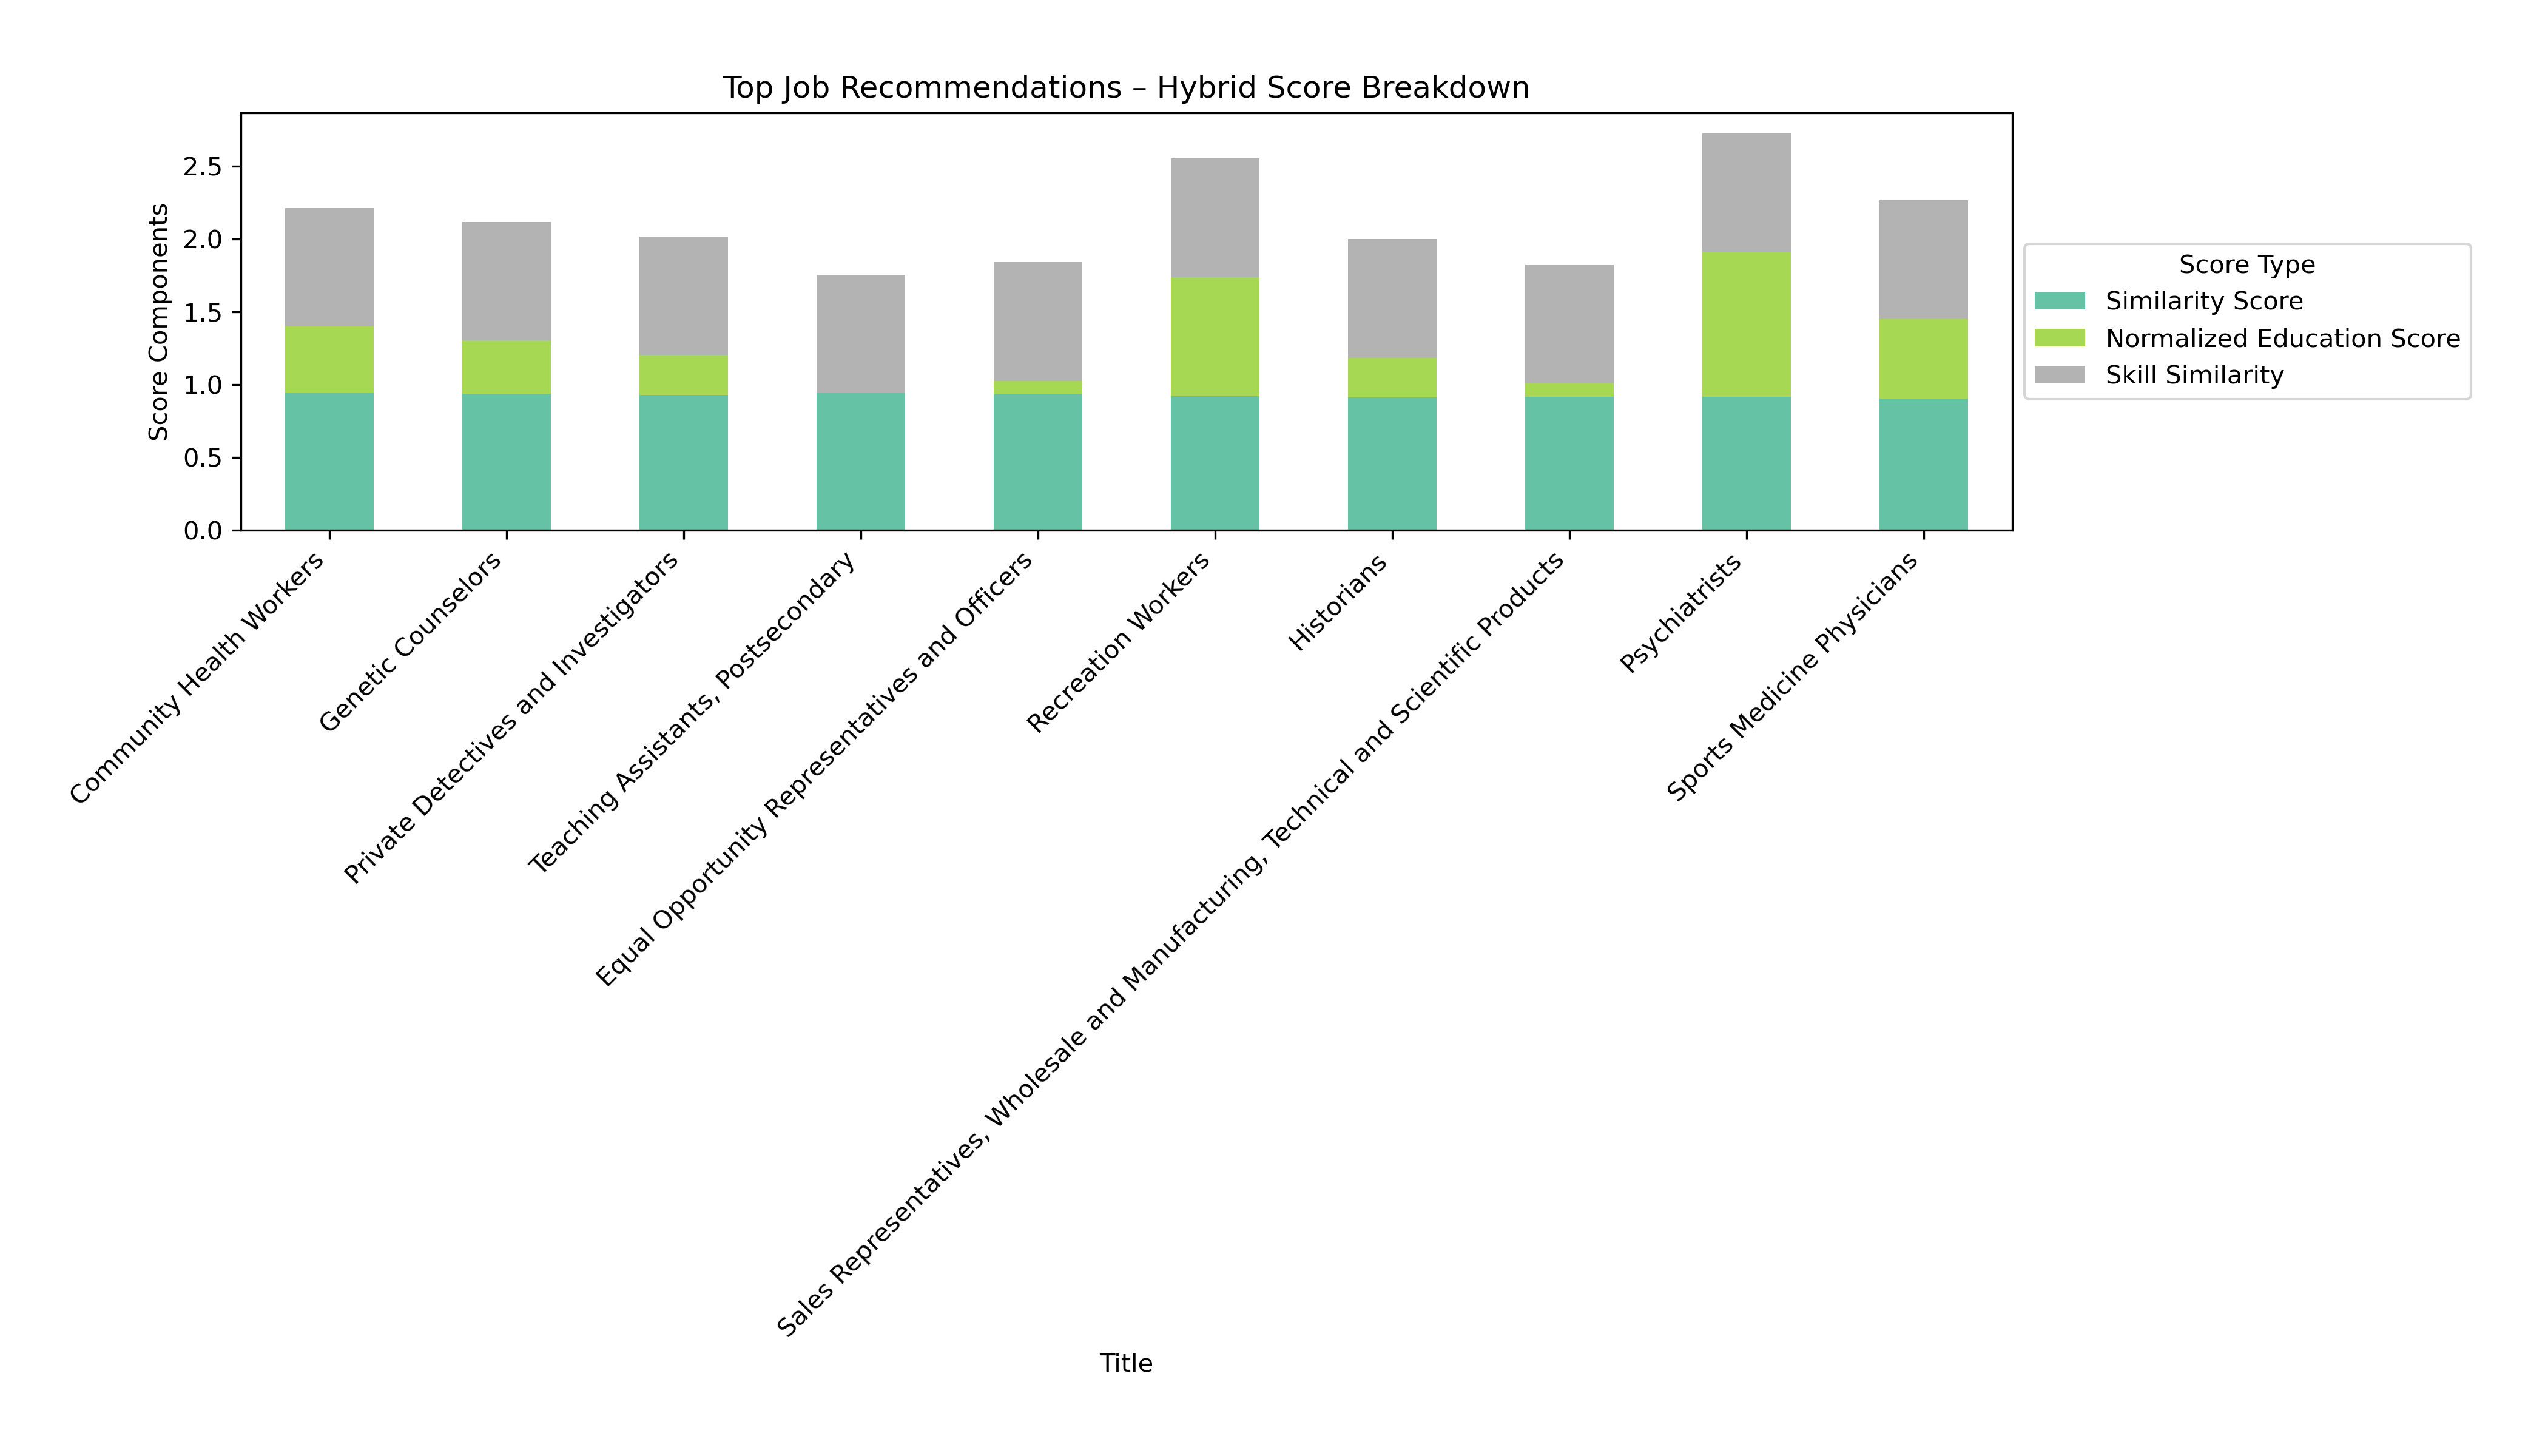 Top Job Recommendations – Hybrid Score Breakdown
Score Components
2.5
2.0
1.5
1.0
0.5
0.0
Score Type
Similarity Score
Normalized Education Score
Skill Similarity
Community Health Workers
Genetic Counselors
Private Detectives and Investigators
Teaching Assistants, Postsecondary
Equal Opportunity Representatives and Officers
Recreation Workers
Historians
Sales Representatives, Wholesale and Manufacturing, Technical and Scientific Products
Psychiatrists
Sports Medicine Physicians
Title